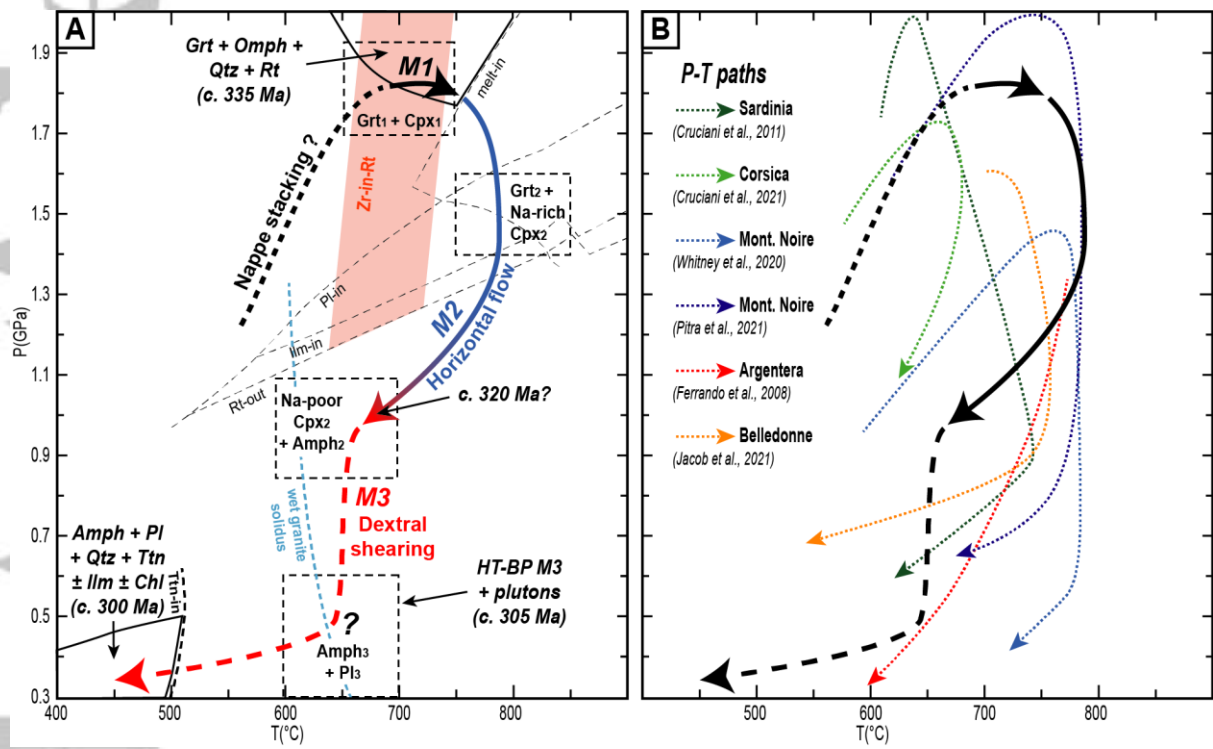 A
Grt + Omph +
Qtz + Rt
(c. 335 Ma)
M1
melt-in
Grt1 + Cpx1
Nappe stacking ?
Zr-in-Rt
Grt2 +
Na-rich
Cpx2
Pl-in
Ilm-in
Rt-out
M2
Horizontal flow
c. 320 Ma?
Na-poor
Cpx2
+ Amph2
wet granite
solidus
M3
Dextral
shearing
Amph + Pl
+ Qtz + Ttn
± Ilm ± Chl
(c. 300 Ma)
Ttn-in
HT-BP M3
+ plutons
(c. 305 Ma)
?
Amph3
+ Pl3
P(GPa)
1.9
1.7
1.5
1.3
1.1
0.9
0.7
0.5
0.3
400
500
600
700
800
T(°C)
B
P-T paths
Sardinia
(Cruciani et al., 2011)
Corsica
(Cruciani et al., 2021)
Mont. Noire
(Whitney et al., 2020)
Mont. Noire
(Pitra et al., 2021)
Argentera
(Ferrando et al., 2008)
Belledonne
(Jacob et al., 2021)
400
500
600
700
800
T(°C)